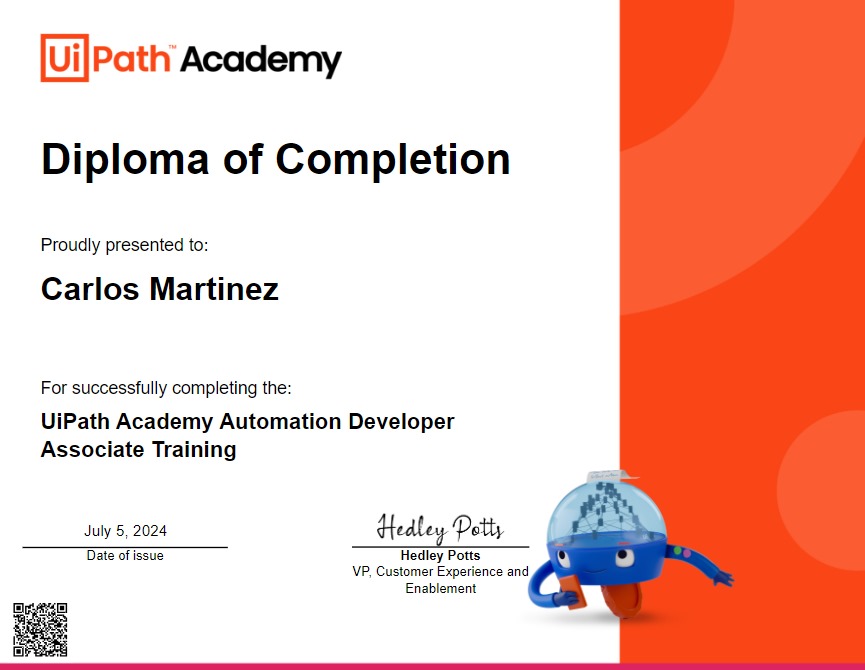 UiPath™ Academy
Diploma of Completion
Proudly presented to:
Carlos Martinez
For successfully completing the:
UiPath Academy Automation Developer
Associate Training
July 5, 2024
Date of issue
Hedley Potts
Hedley Potts
VP, Customer Experience and
Enablement